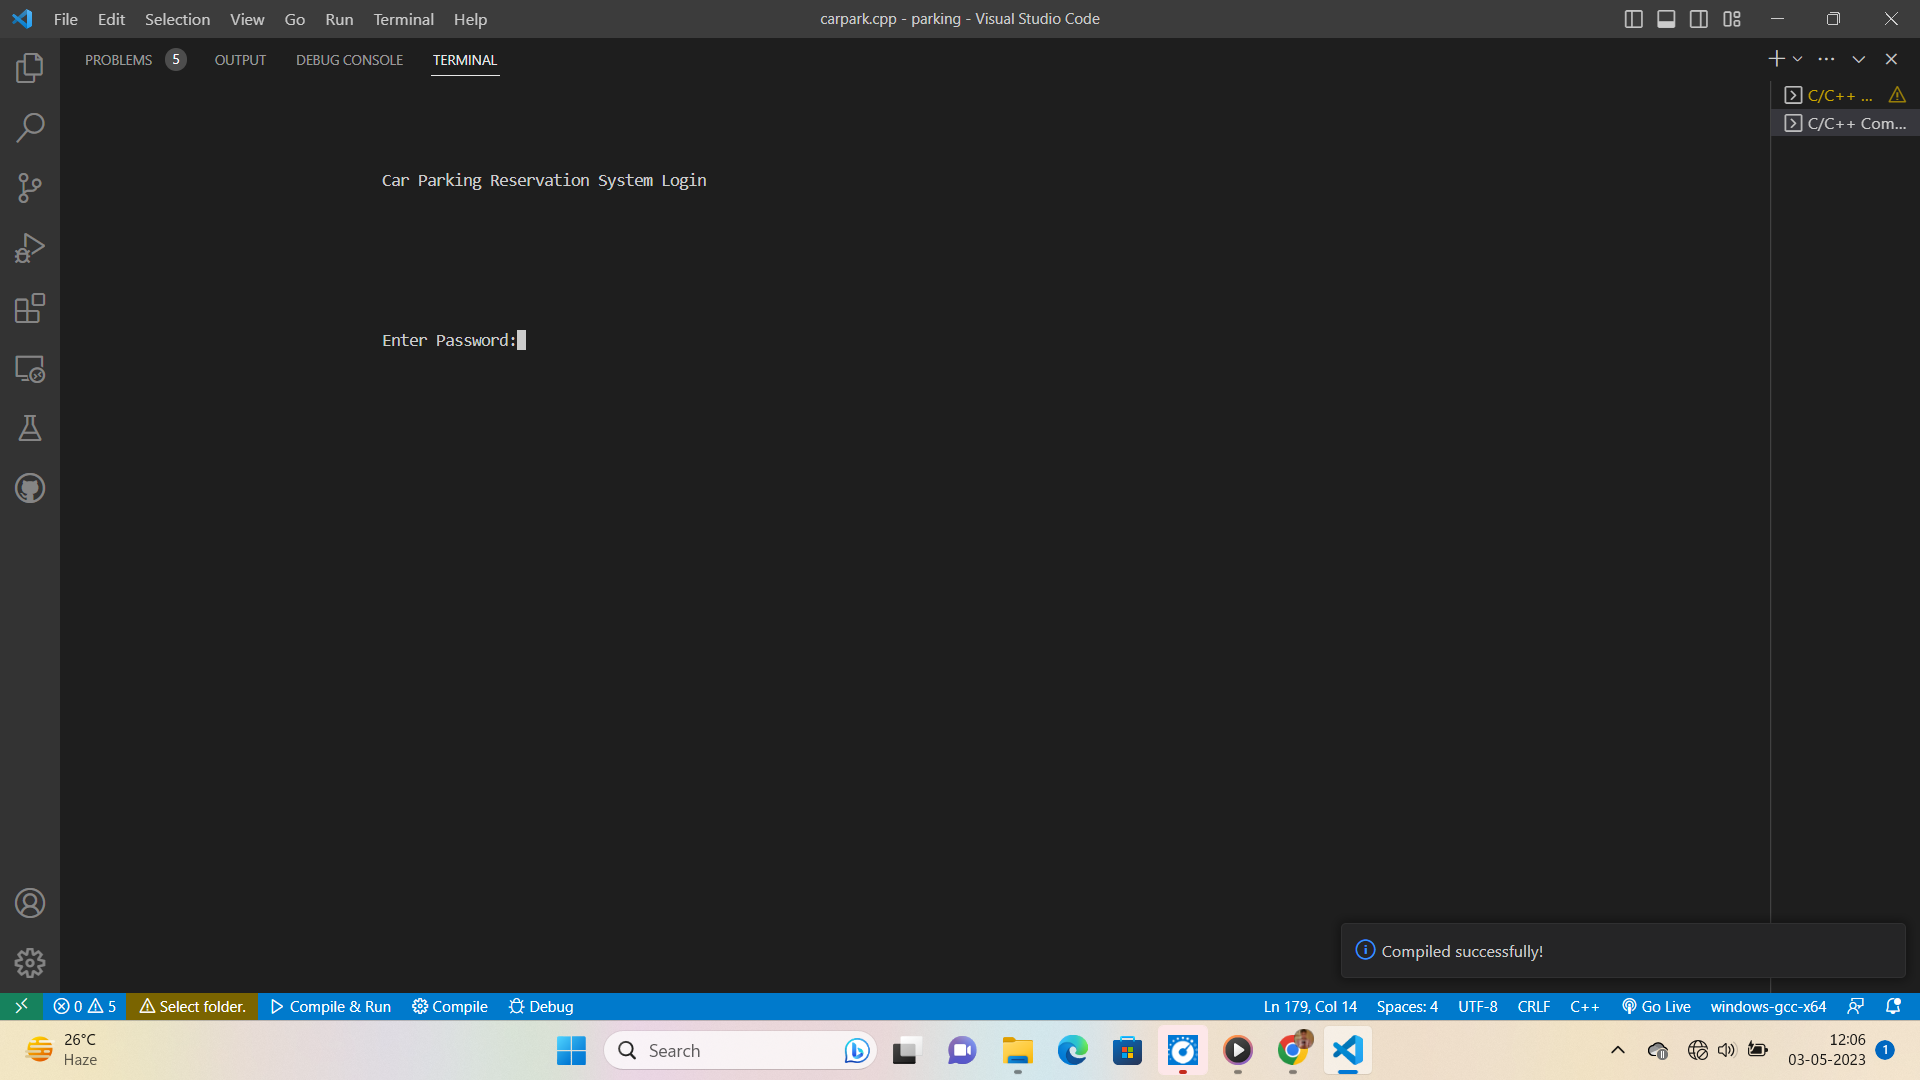 File Edit Selection View Go Run Terminal Help
carpark.cpp - parking - Visual Studio Code
PROBLEMS 5 OUTPUT DEBUG CONSOLE TERMINAL
C/C++ ...
C/C++ Com...
Car Parking Reservation System Login
Enter Password:
Compiled successfully!
0 5 Select folder. Compile & Run Compile Debug
Ln 179, Col 14 Spaces: 4 UTF-8 CRLF C++ Go Live windows-gcc-x64
26°C
Haze
Search
12:06
03-05-2023
1